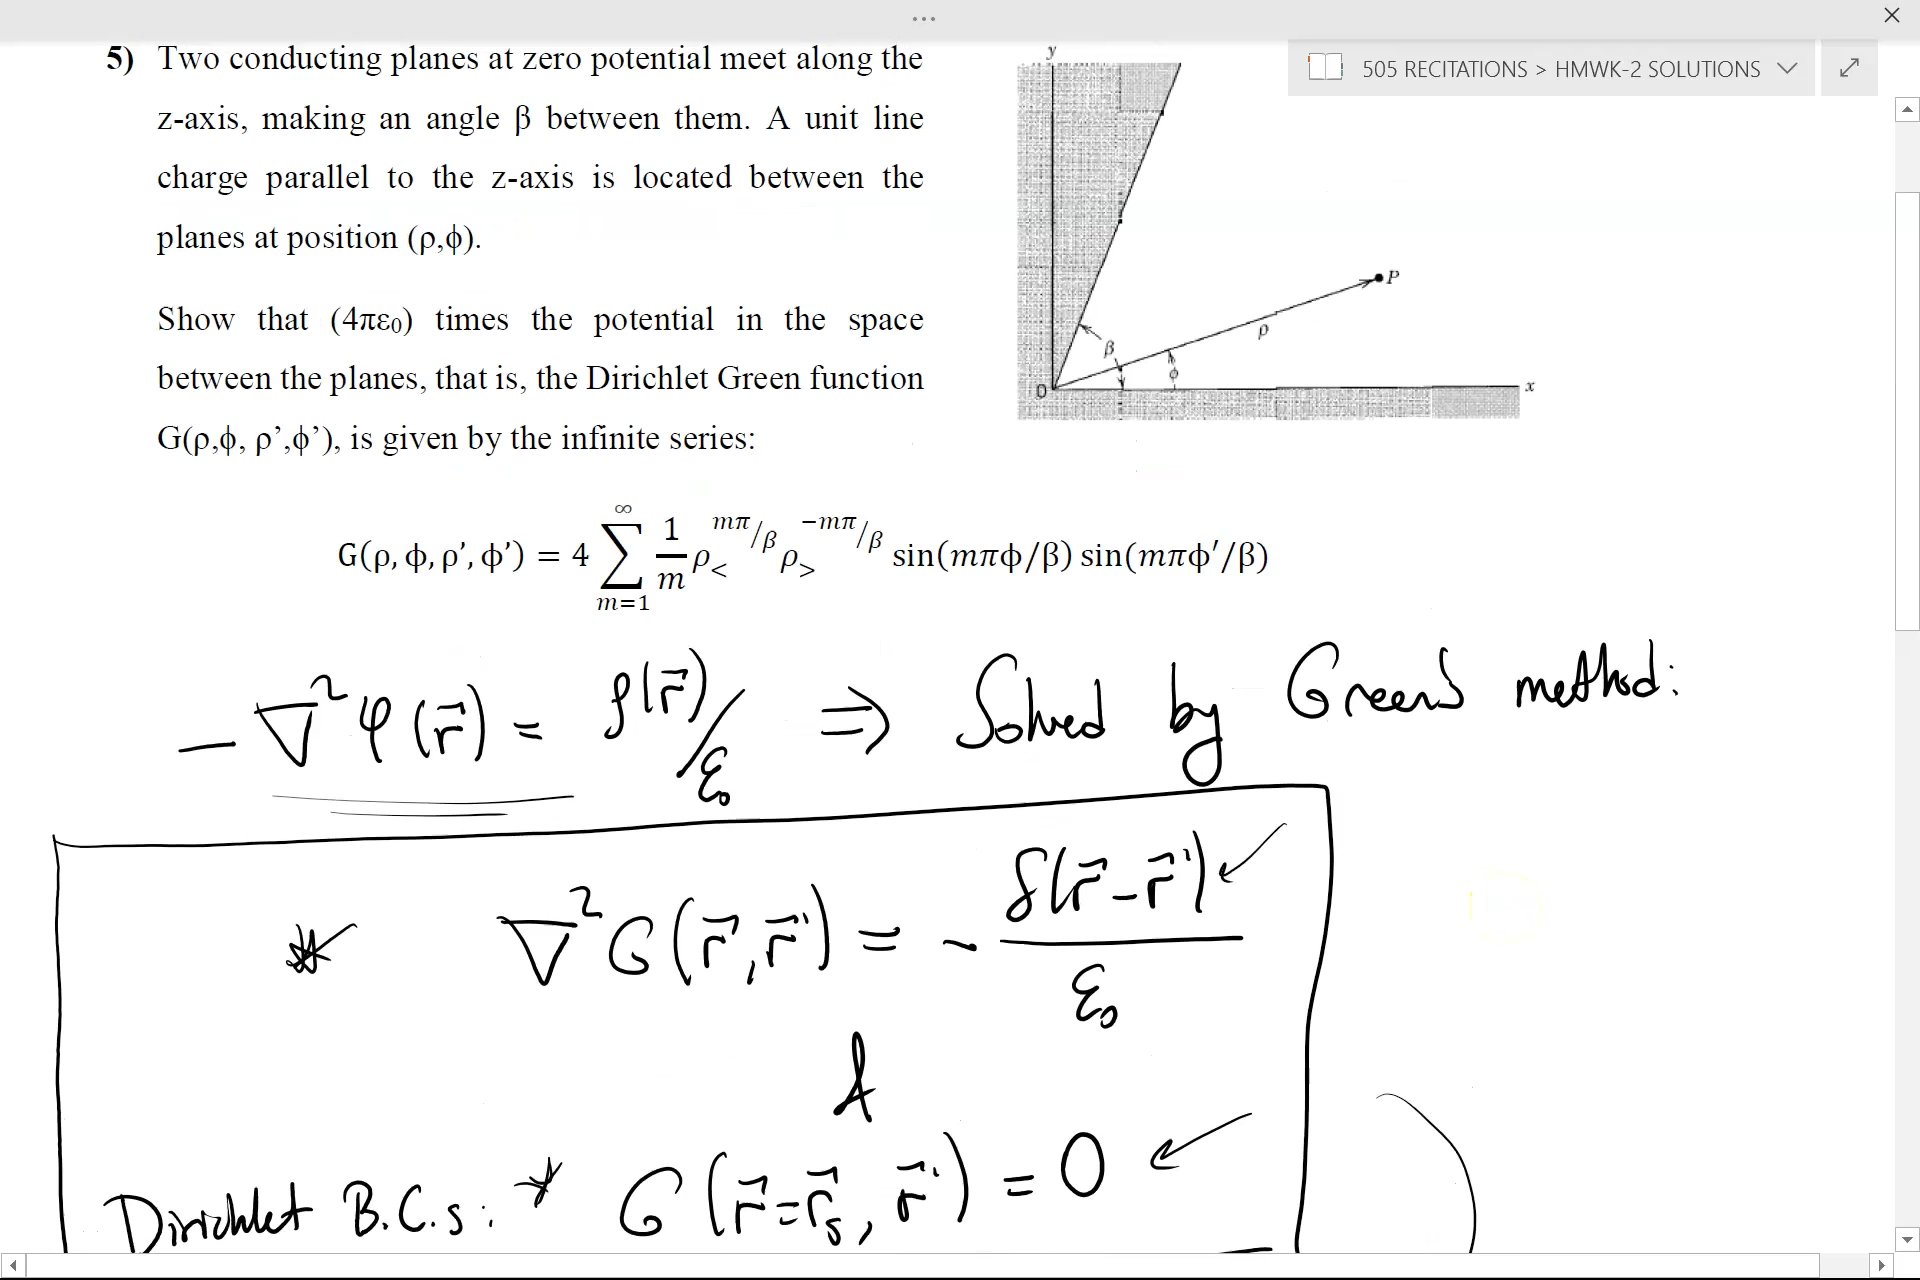 ...
505 RECITATIONS > HMWK-2 SOLUTIONS
5) Two conducting planes at zero potential meet along the
z-axis, making an angle β between them. A unit line
charge parallel to the z-axis is located between the
planes at position (ρ,ϕ).
Show that (4πε₀) times the potential in the space
between the planes, that is, the Dirichlet Green function
G(ρ,ϕ, ρ’,ϕ’), is given by the infinite series:
y
P
ρ
β
ϕ
O
x
G(ρ, ϕ, ρ’, ϕ’) = 4 ∑_{m=1}^{∞} 1/m ρ_<^{mπ/β} ρ_>^{−mπ/β} sin(mπϕ/β) sin(mπϕ′/β)
− ∇² φ(r⃗) = ρ(r⃗)/ε₀ ⇒ Solved by Green's method:
* ∇² G(r⃗, r⃗') = - δ(r⃗ - r⃗')/ε₀
&
Dirichlet B.C.s: * G(r⃗ = r⃗_s, r⃗') = 0